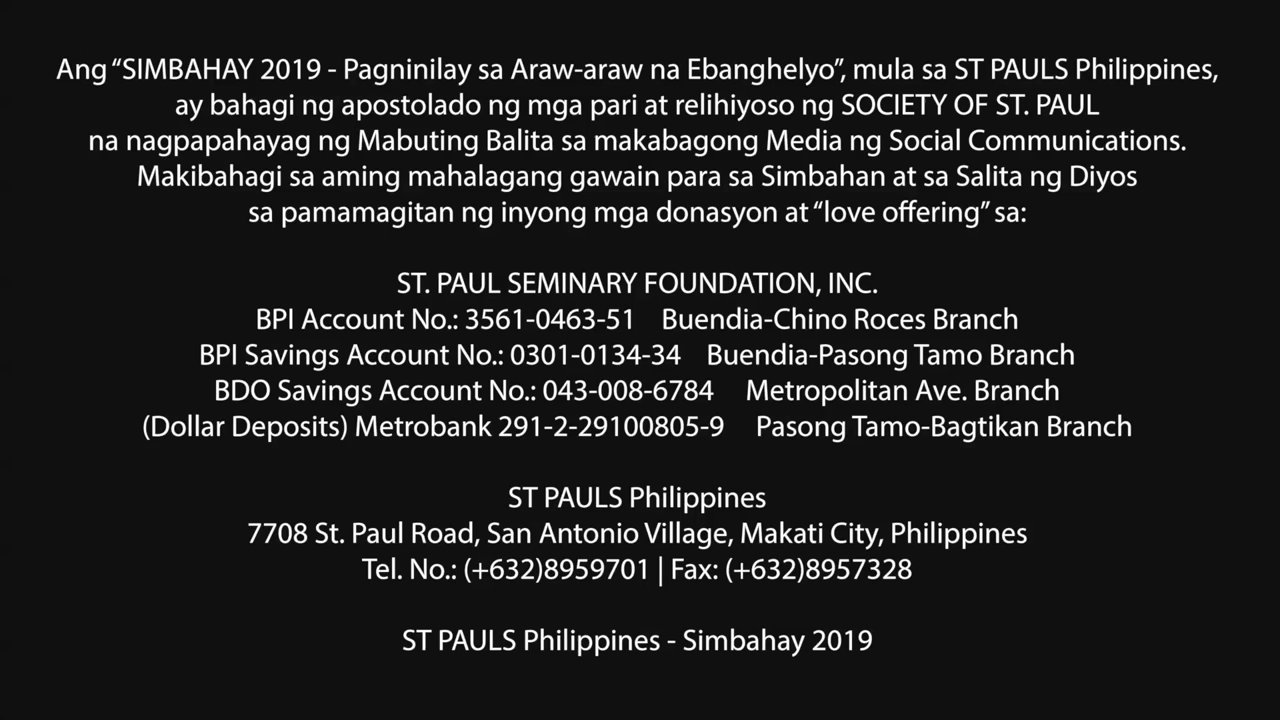 Ang “SIMBAHAY 2019 - Pagninilay sa Araw-araw na Ebanghelyo”, mula sa ST PAULS Philippines,
ay bahagi ng apostolado ng mga pari at relihiyoso ng SOCIETY OF ST. PAUL
na nagpapahayag ng Mabuting Balita sa makabagong Media ng Social Communications.
Makibahagi sa aming mahalagang gawain para sa Simbahan at sa Salita ng Diyos
sa pamamagitan ng inyong mga donasyon at “love offering” sa:
ST. PAUL SEMINARY FOUNDATION, INC.
BPI Account No.: 3561-0463-51 Buendia-Chino Roces Branch
BPI Savings Account No.: 0301-0134-34 Buendia-Pasong Tamo Branch
BDO Savings Account No.: 043-008-6784 Metropolitan Ave. Branch
(Dollar Deposits) Metrobank 291-2-29100805-9 Pasong Tamo-Bagtikan Branch
ST PAULS Philippines
7708 St. Paul Road, San Antonio Village, Makati City, Philippines
Tel. No.: (+632)8959701 | Fax: (+632)8957328
ST PAULS Philippines - Simbahay 2019